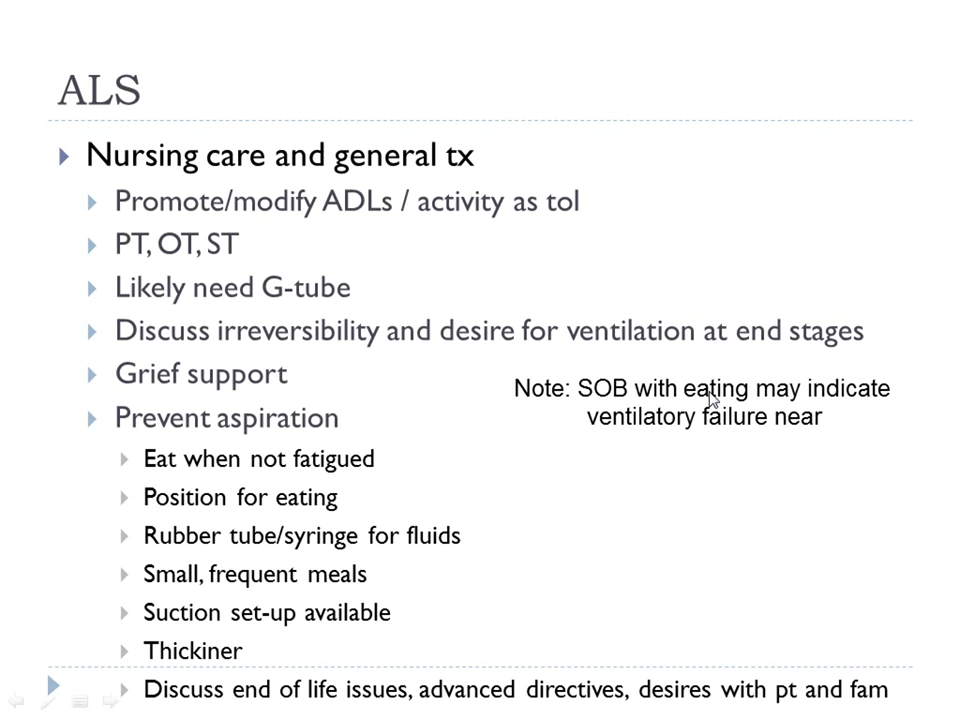 ALS
Nursing care and general tx
Promote/modify ADLs / activity as tol
PT, OT, ST
Likely need G-tube
Discuss irreversibility and desire for ventilation at end stages
Grief support
Note: SOB with eating may indicate
ventilatory failure near
Prevent aspiration
Eat when not fatigued
Position for eating
Rubber tube/syringe for fluids
Small, frequent meals
Suction set-up available
Thickiner
Discuss end of life issues, advanced directives, desires with pt and fam